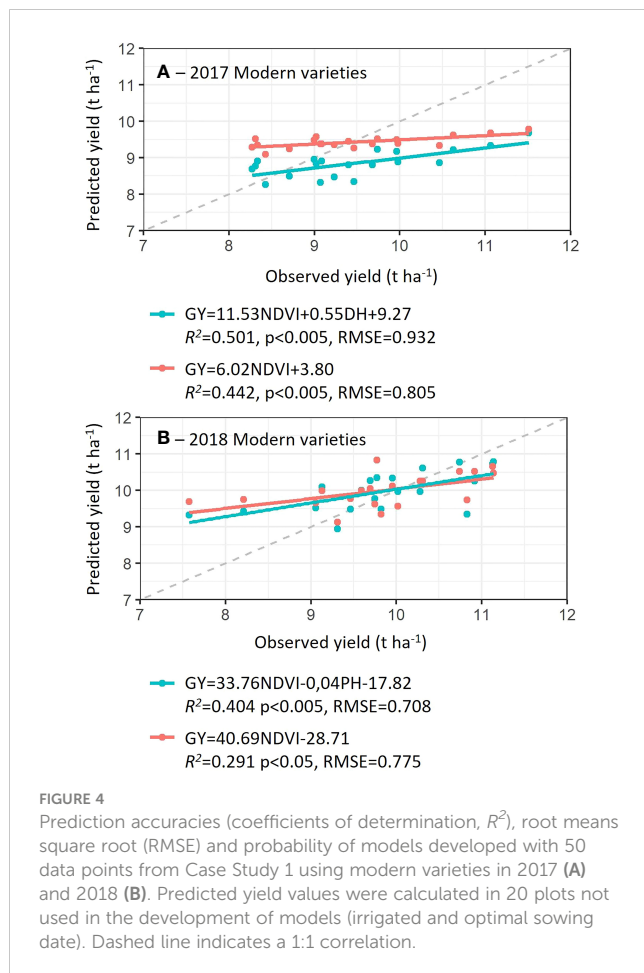 12
11
10
9
8
7
A – 2017 Modern varieties
Predicted yield (t ha⁻¹)
7
8
9
10
11
12
Observed yield (t ha⁻¹)
GY=11.53NDVI+0.55DH+9.27
R²=0.501, p<0.005, RMSE=0.932
GY=6.02NDVI+3.80
R²=0.442, p<0.005, RMSE=0.805
12
11
10
9
8
7
B – 2018 Modern varieties
Predicted yield (t ha⁻¹)
7
8
9
10
11
12
Observed yield (t ha⁻¹)
GY=33.76NDVI-0,04PH-17.82
R²=0.404 p<0.005, RMSE=0.708
GY=40.69NDVI-28.71
R²=0.291 p<0.05, RMSE=0.775
FIGURE 4
Prediction accuracies (coefficients of determination, R²), root means
square root (RMSE) and probability of models developed with 50
data points from Case Study 1 using modern varieties in 2017 (A)
and 2018 (B). Predicted yield values were calculated in 20 plots not
used in the development of models (irrigated and optimal sowing
date). Dashed line indicates a 1:1 correlation.